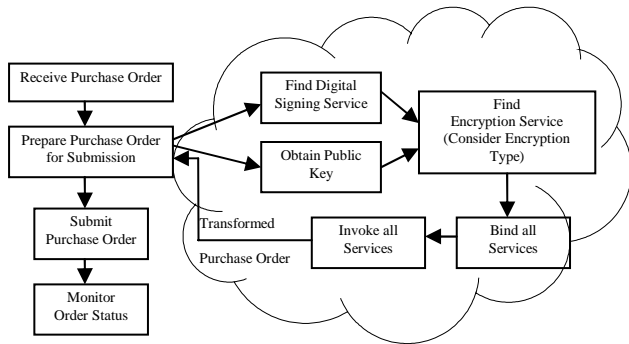 Receive Purchase Order
Prepare Purchase Order
for Submission
Submit
Purchase Order
Monitor
Order Status
Find Digital
Signing Service
Obtain Public
Key
Find
Encryption Service
(Consider Encryption
Type)
Bind all
Services
Invoke all
Services
Transformed
Purchase Order